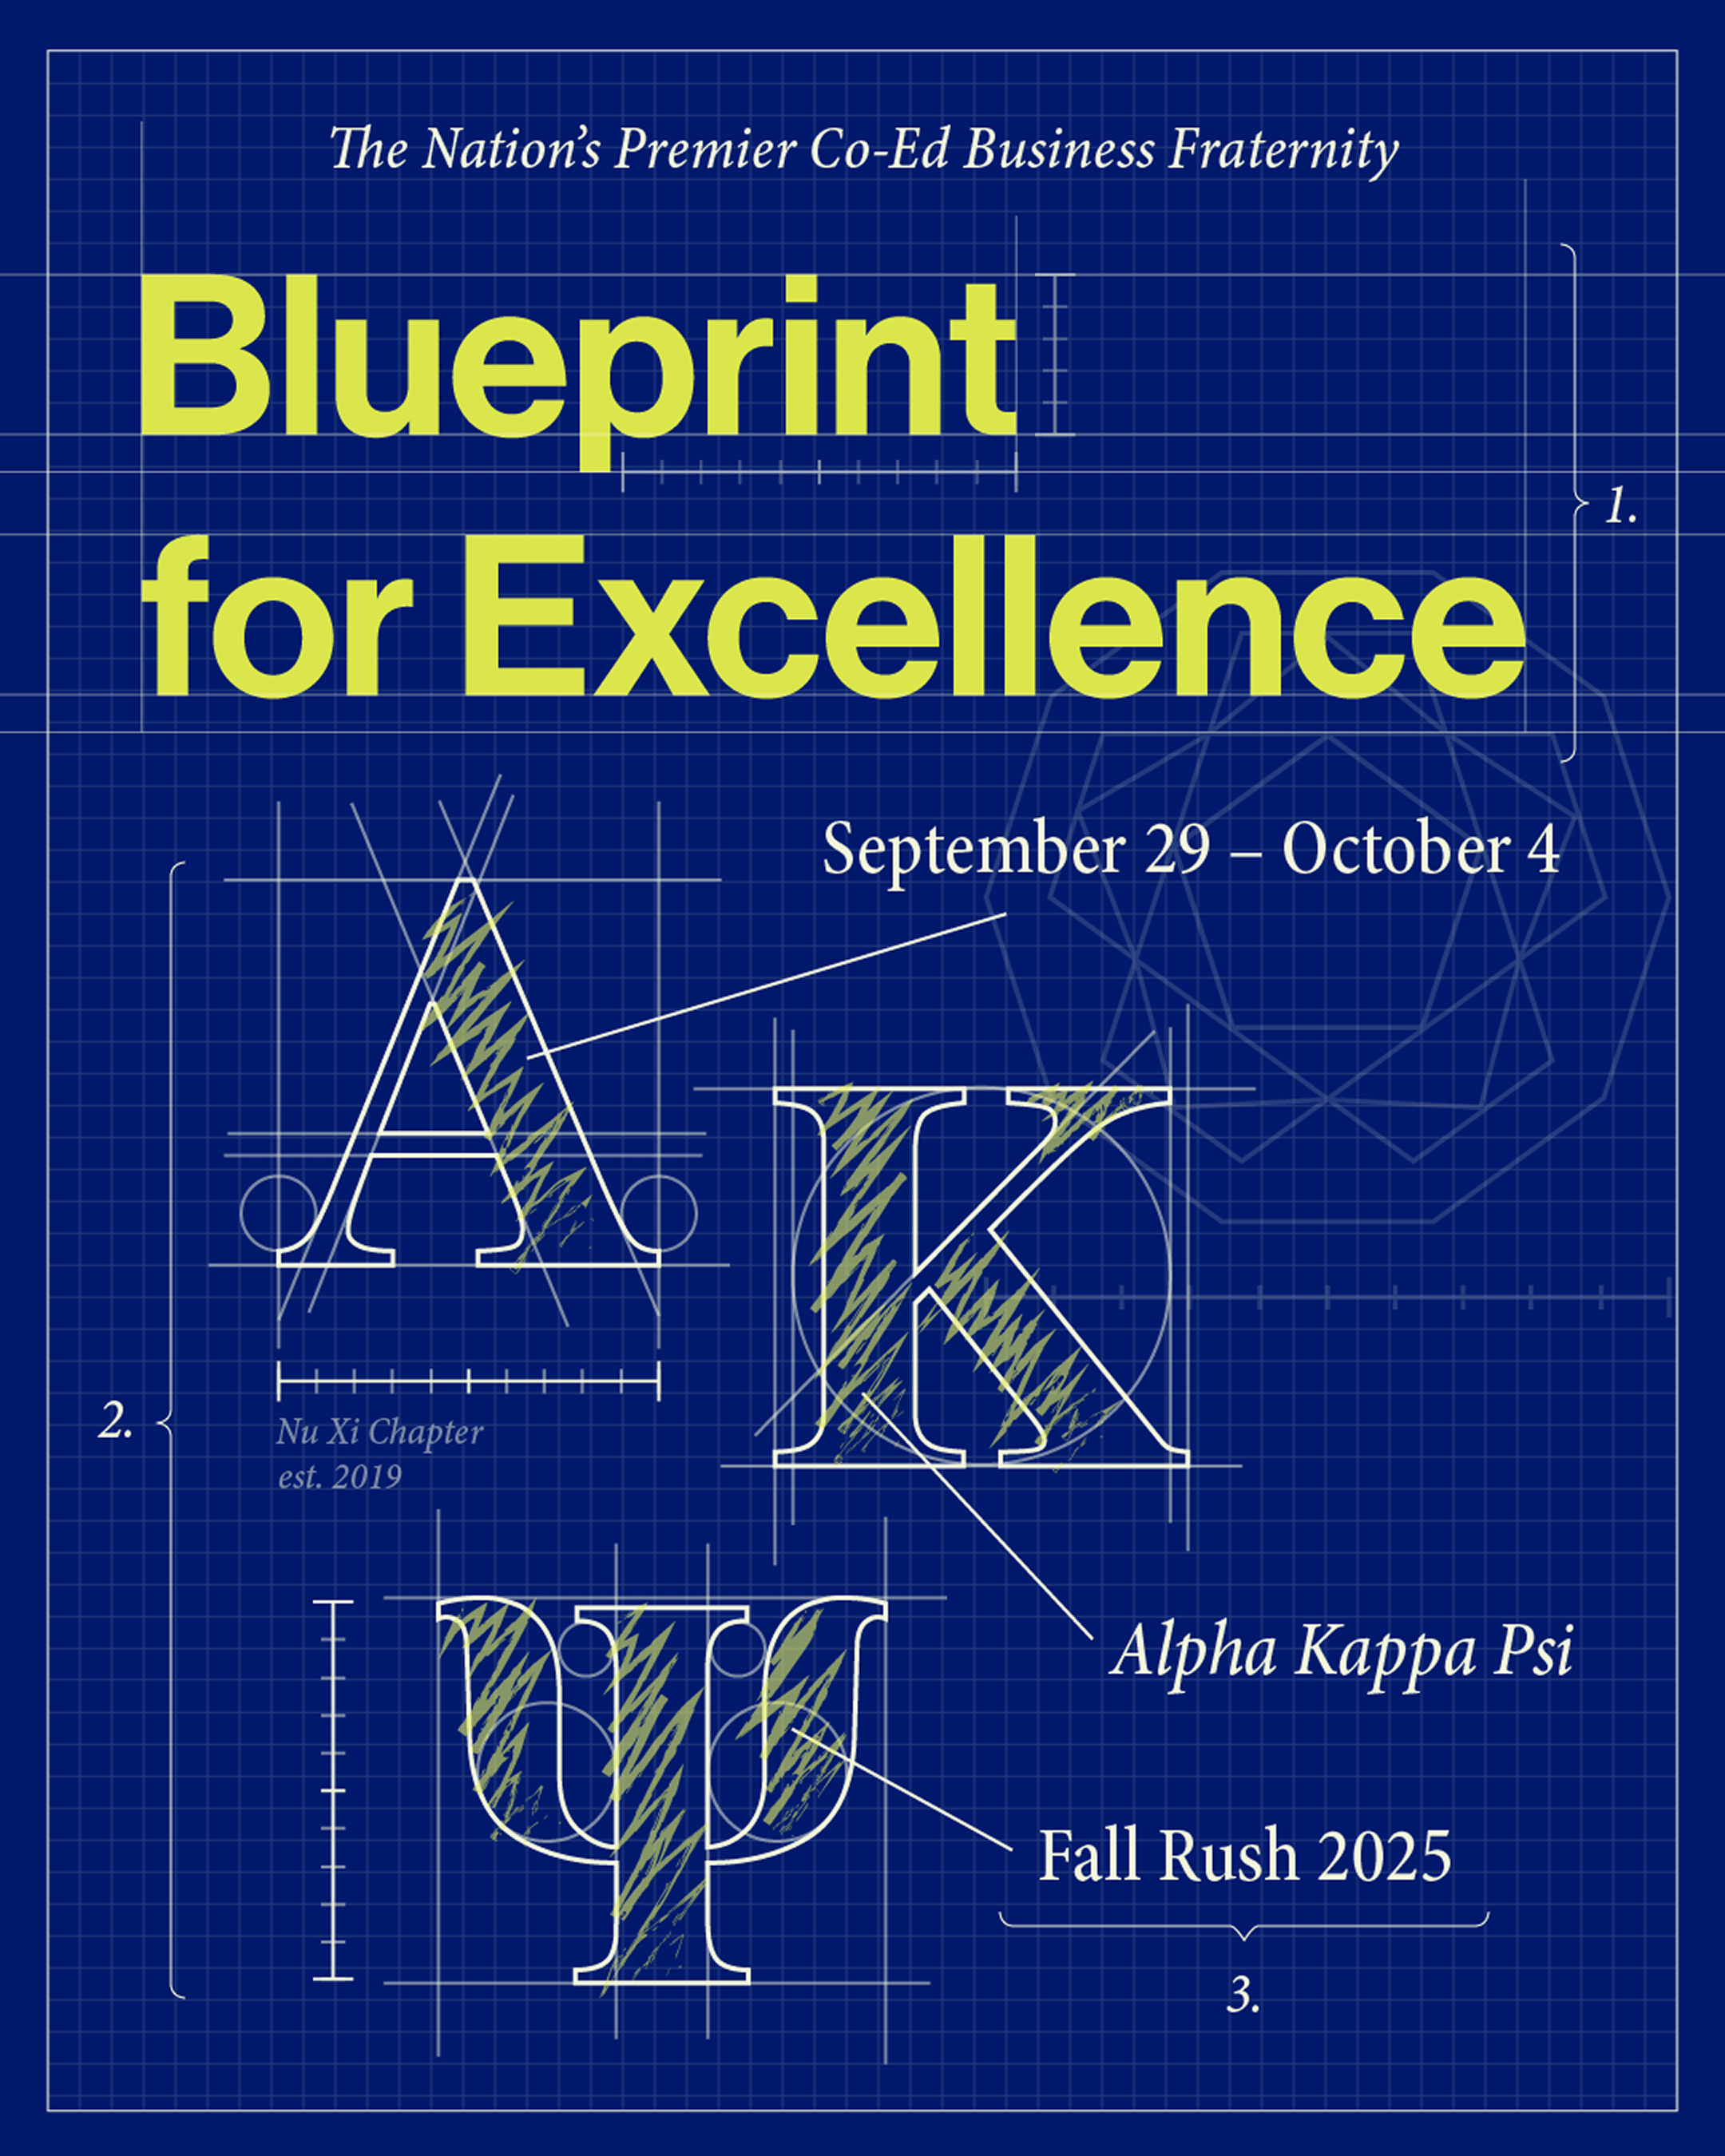 The Nation's Premier Co-Ed Business Fraternity
Blueprint
for Excellence
1.
September 29 – October 4
A
K
2.
Nu Xi Chapter
est. 2019
Ψ
Alpha Kappa Psi
Fall Rush 2025
3.